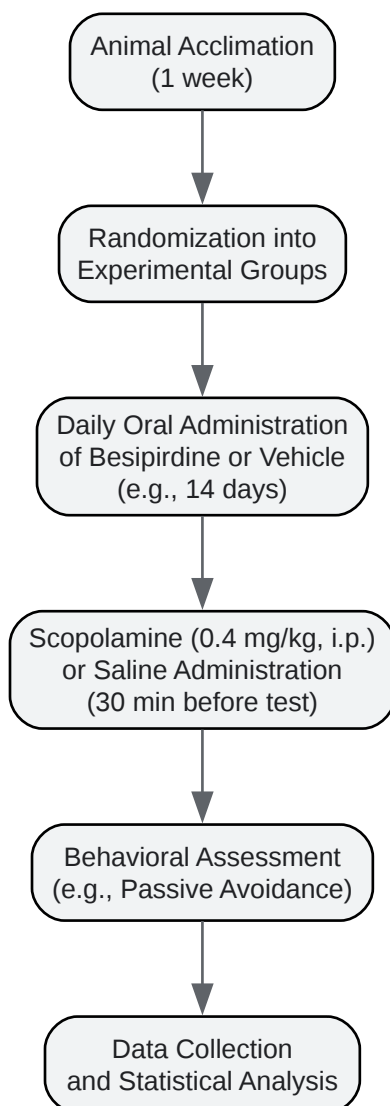 Animal Acclimation
(1 week)
Randomization into
Experimental Groups
Daily Oral Administration
of Besipirdine or Vehicle
(e.g., 14 days)
Scopolamine (0.4 mg/kg, i.p.)
or Saline Administration
(30 min before test)
Behavioral Assessment
(e.g., Passive Avoidance)
Data Collection
and Statistical Analysis